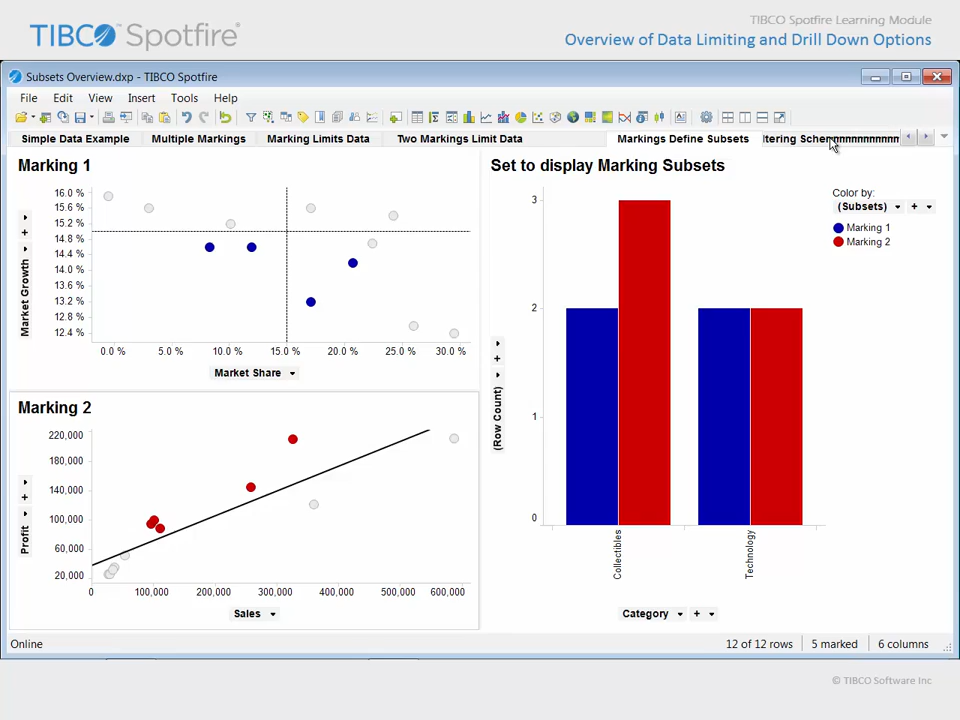 TIBCO Spotfire®
TIBCO Spotfire Learning Module
Overview of Data Limiting and Drill Down Options
Subsets Overview.dxp - TIBCO Spotfire
File Edit View Insert Tools Help
Simple Data Example Multiple Markings Marking Limits Data Two Markings Limit Data Markings Define Subsets ltering Schemnnnnnnnnnn
Marking 1
16.0 %
15.6 %
15.2 %
14.8 %
14.4 %
14.0 %
13.6 %
13.2 %
12.8 %
12.4 %
Market Growth
0.0 % 5.0 % 10.0 % 15.0 % 20.0 % 25.0 % 30.0 %
Market Share
Marking 2
220,000
180,000
140,000
100,000
60,000
20,000
Profit
0 100,000 200,000 300,000 400,000 500,000 600,000
Sales
Set to display Marking Subsets
3
2
1
0
(Row Count)
Collectibles
Technology
Category
Color by:
(Subsets)
Marking 1
Marking 2
Online
12 of 12 rows 5 marked 6 columns
© TIBCO Software Inc